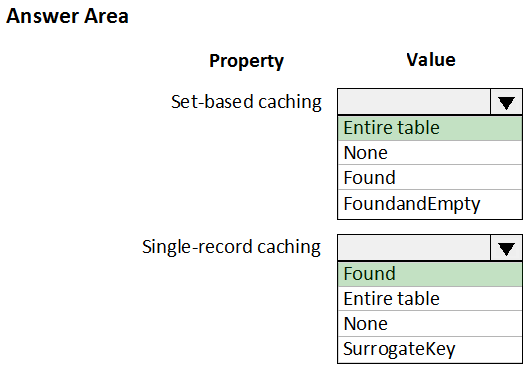 Answer Area
Property Value
Set-based caching
Entire table
None
Found
FoundandEmpty
Single-record caching
Found
Entire table
None
SurrogateKey